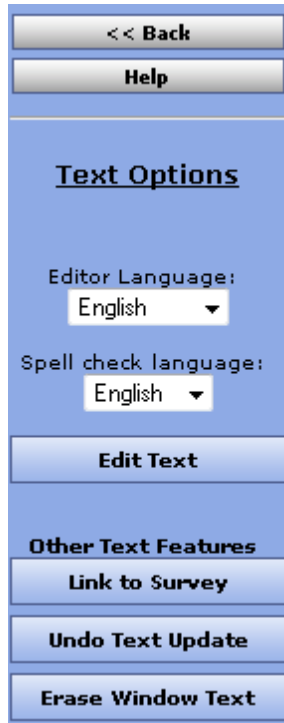 << Back
Help
Text Options
Editor Language:
English
Spell check language:
English
Edit Text
Other Text Features
Link to Survey
Undo Text Update
Erase Window Text